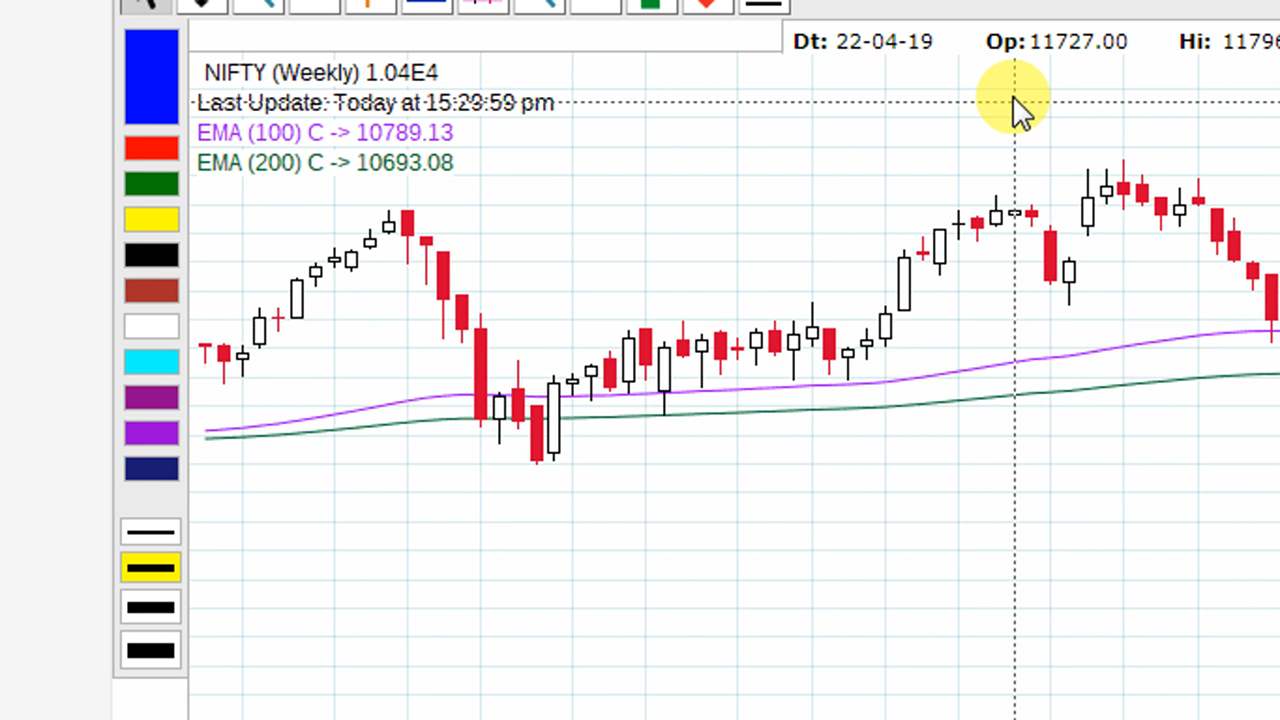 Dt: 22-04-19 Op: 11727.00 Hi:
NIFTY (Weekly) 1.04E4
Last Update: Today at 15:29:59 pm
EMA (100) C -> 10789.13
EMA (200) C -> 10693.08